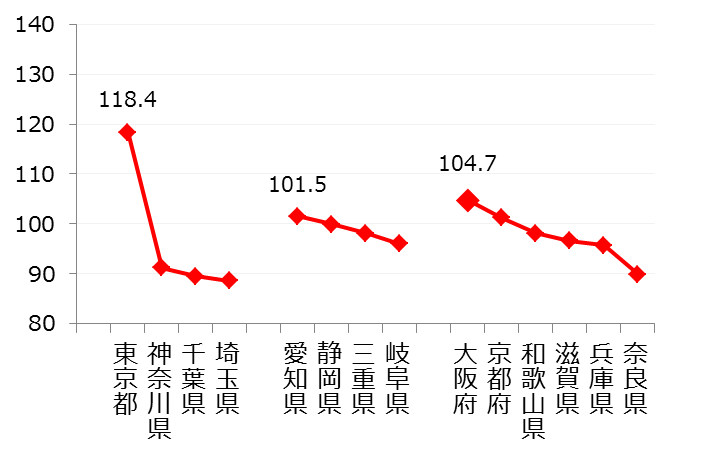 140
130
120
110
100
90
80
118.4
101.5
104.7
東京都
神奈川県
千葉県
埼玉県
愛知県
静岡県
三重県
岐阜県
大阪府
京都府
和歌山県
滋賀県
兵庫県
奈良県